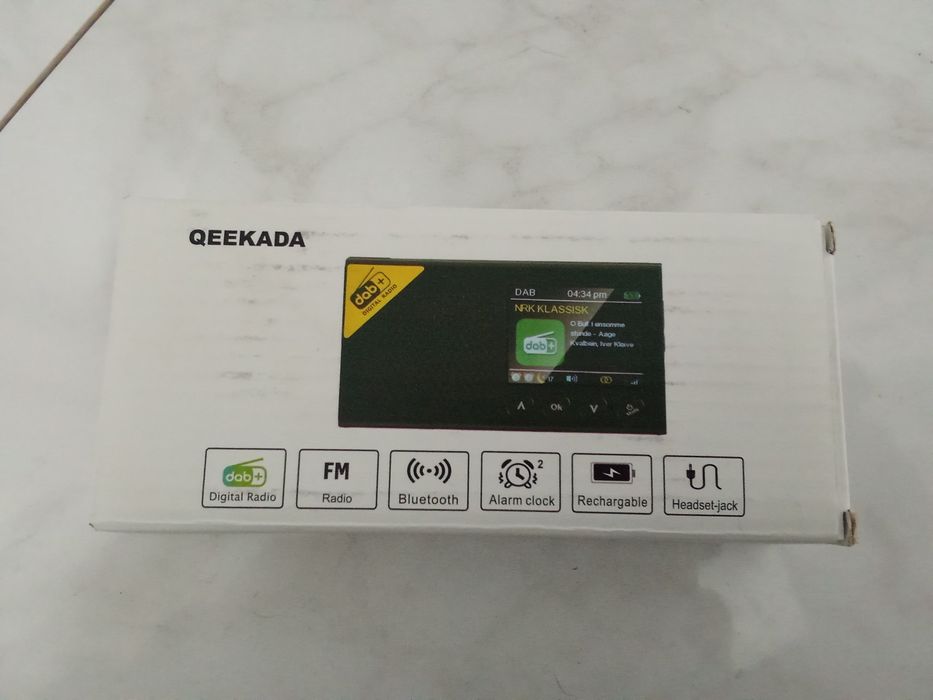 QEEKADA
dab+
DIGITAL RADIO
DAB 04:34 pm
NRK KLASSISK
O Bull: I ensomme
stunde - Aage
Kvalbein, Iver Kleive
dab+
17
Ok
dab+
Digital Radio
FM
Radio
Bluetooth
2
Alarm clock
Rechargable
Headset-jack